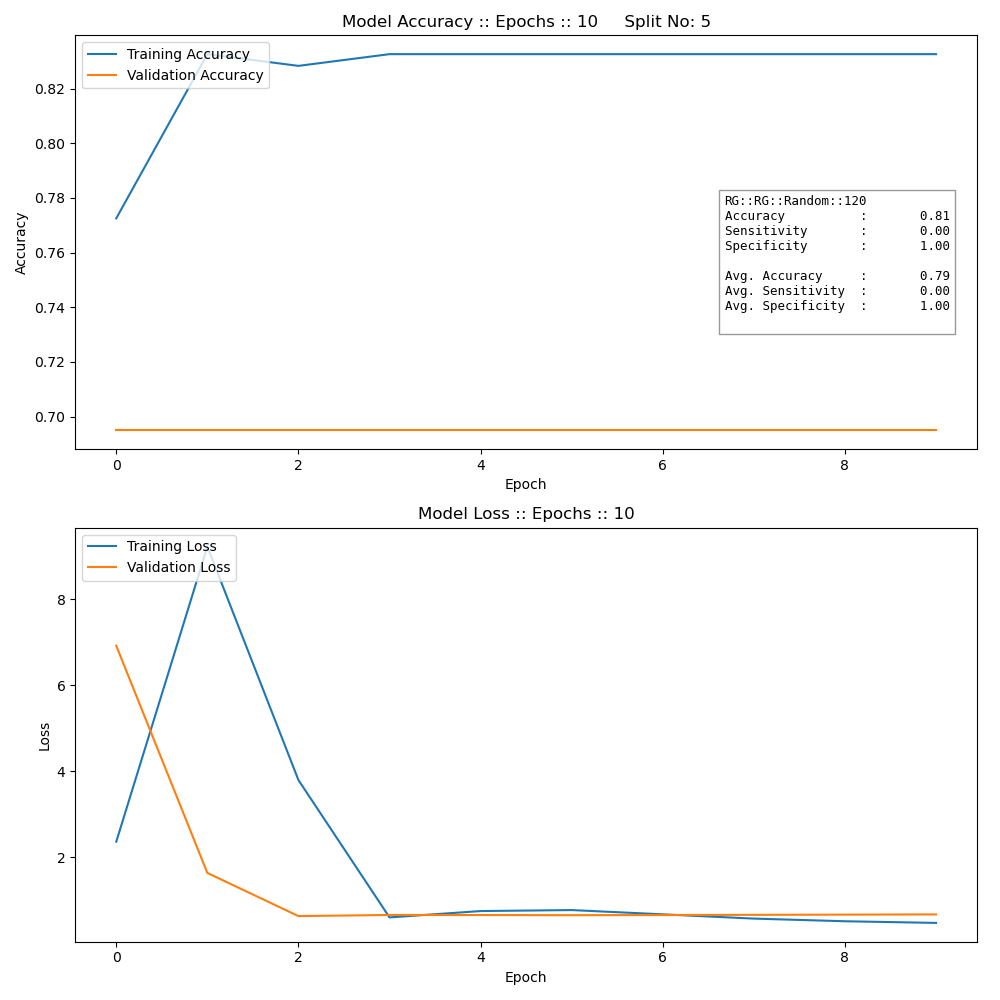 Model Accuracy :: Epochs :: 10     Split No: 5
Training Accuracy
Validation Accuracy
0.82
0.80
0.78
0.76
0.74
0.72
0.70
Accuracy
RG::RG::Random::120
Accuracy          :       0.81
Sensitivity       :       0.00
Specificity       :       1.00
Avg. Accuracy     :       0.79
Avg. Sensitivity  :       0.00
Avg. Specificity  :       1.00
0 2 4 6 8
Epoch
Model Loss :: Epochs :: 10
Training Loss
Validation Loss
8
6
4
2
Loss
0 2 4 6 8
Epoch